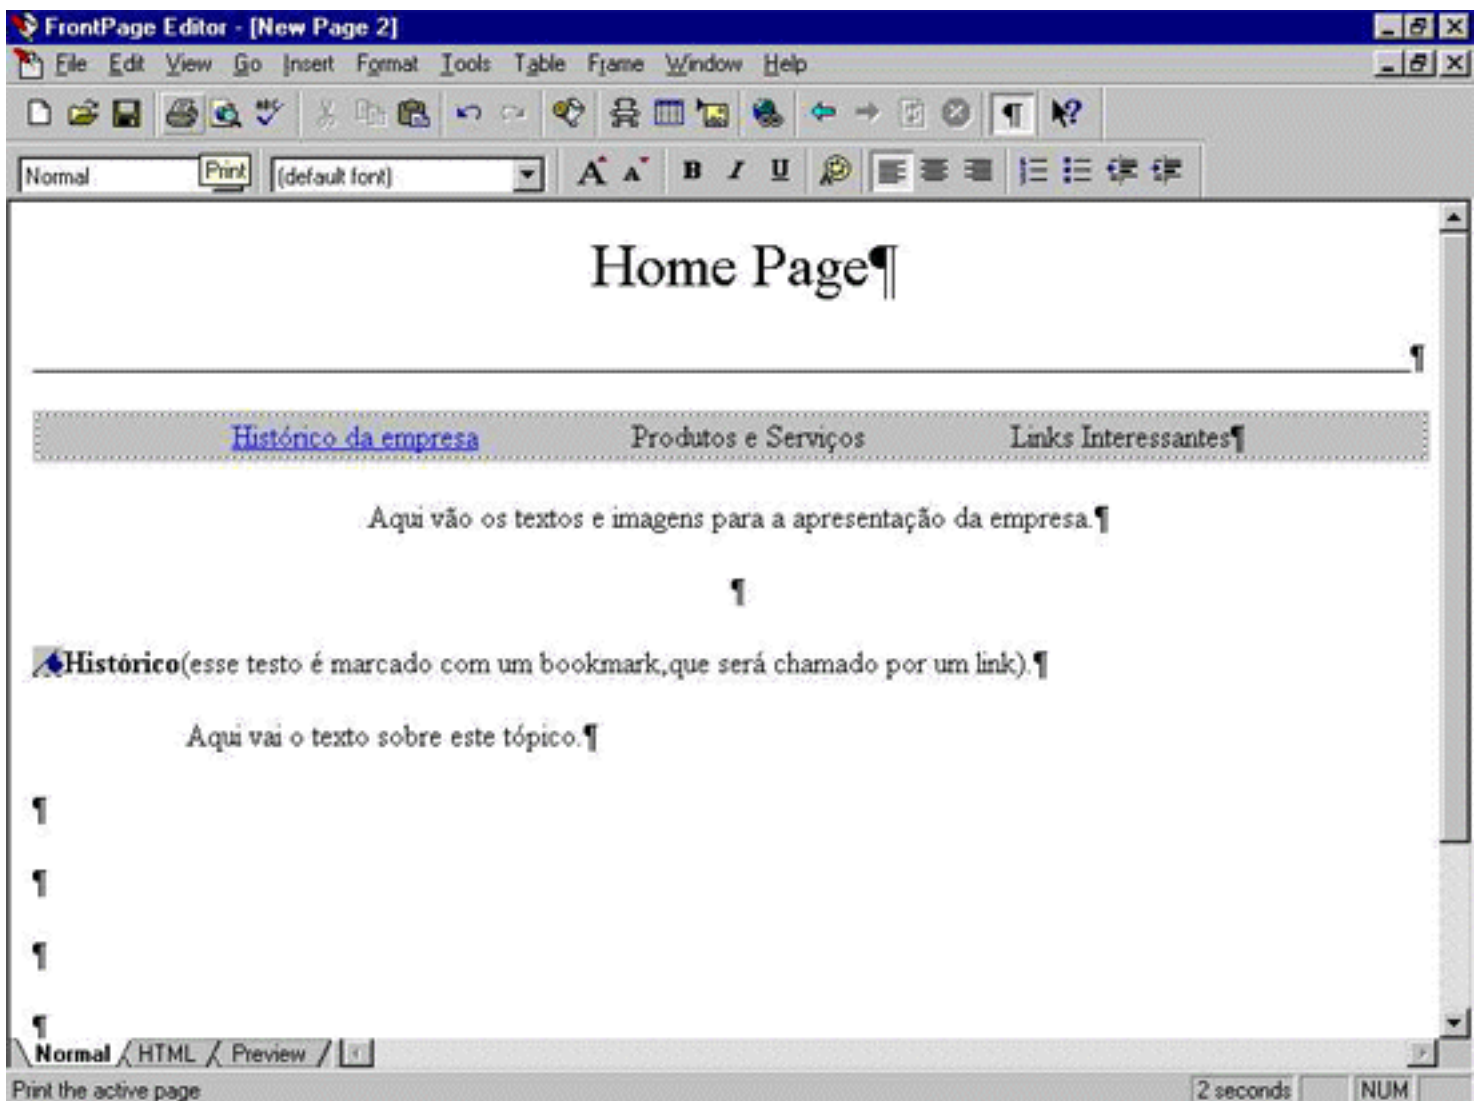 FrontPage Editor - [New Page 2]
File Edit View Go Insert Format Tools Table Frame Window Help
Normal Print (default font) A A B I U
Home Page¶
¶
Histórico da empresa Produtos e Serviços Links Interessantes¶
Aqui vão os textos e imagens para a apresentação da empresa.¶
¶
Histórico(esse testo é marcado com um bookmark,que será chamado por um link).¶
Aqui vai o texto sobre este tópico.¶
¶
¶
¶
¶
Normal HTML Preview
Print the active page 2 seconds NUM